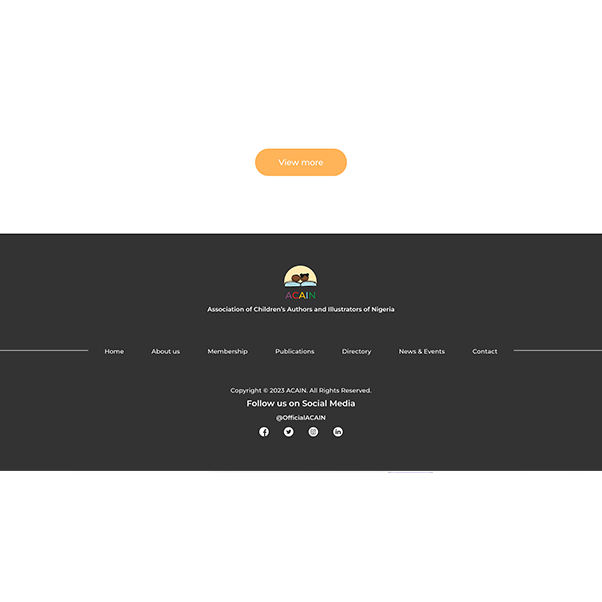 View more
ACAIN
Association of Children's Authors and Illustrators of Nigeria
Home About us Membership Publications Directory News & Events Contact
Copyright © 2023 ACAIN. All Rights Reserved.
Follow us on Social Media
@OfficialACAIN